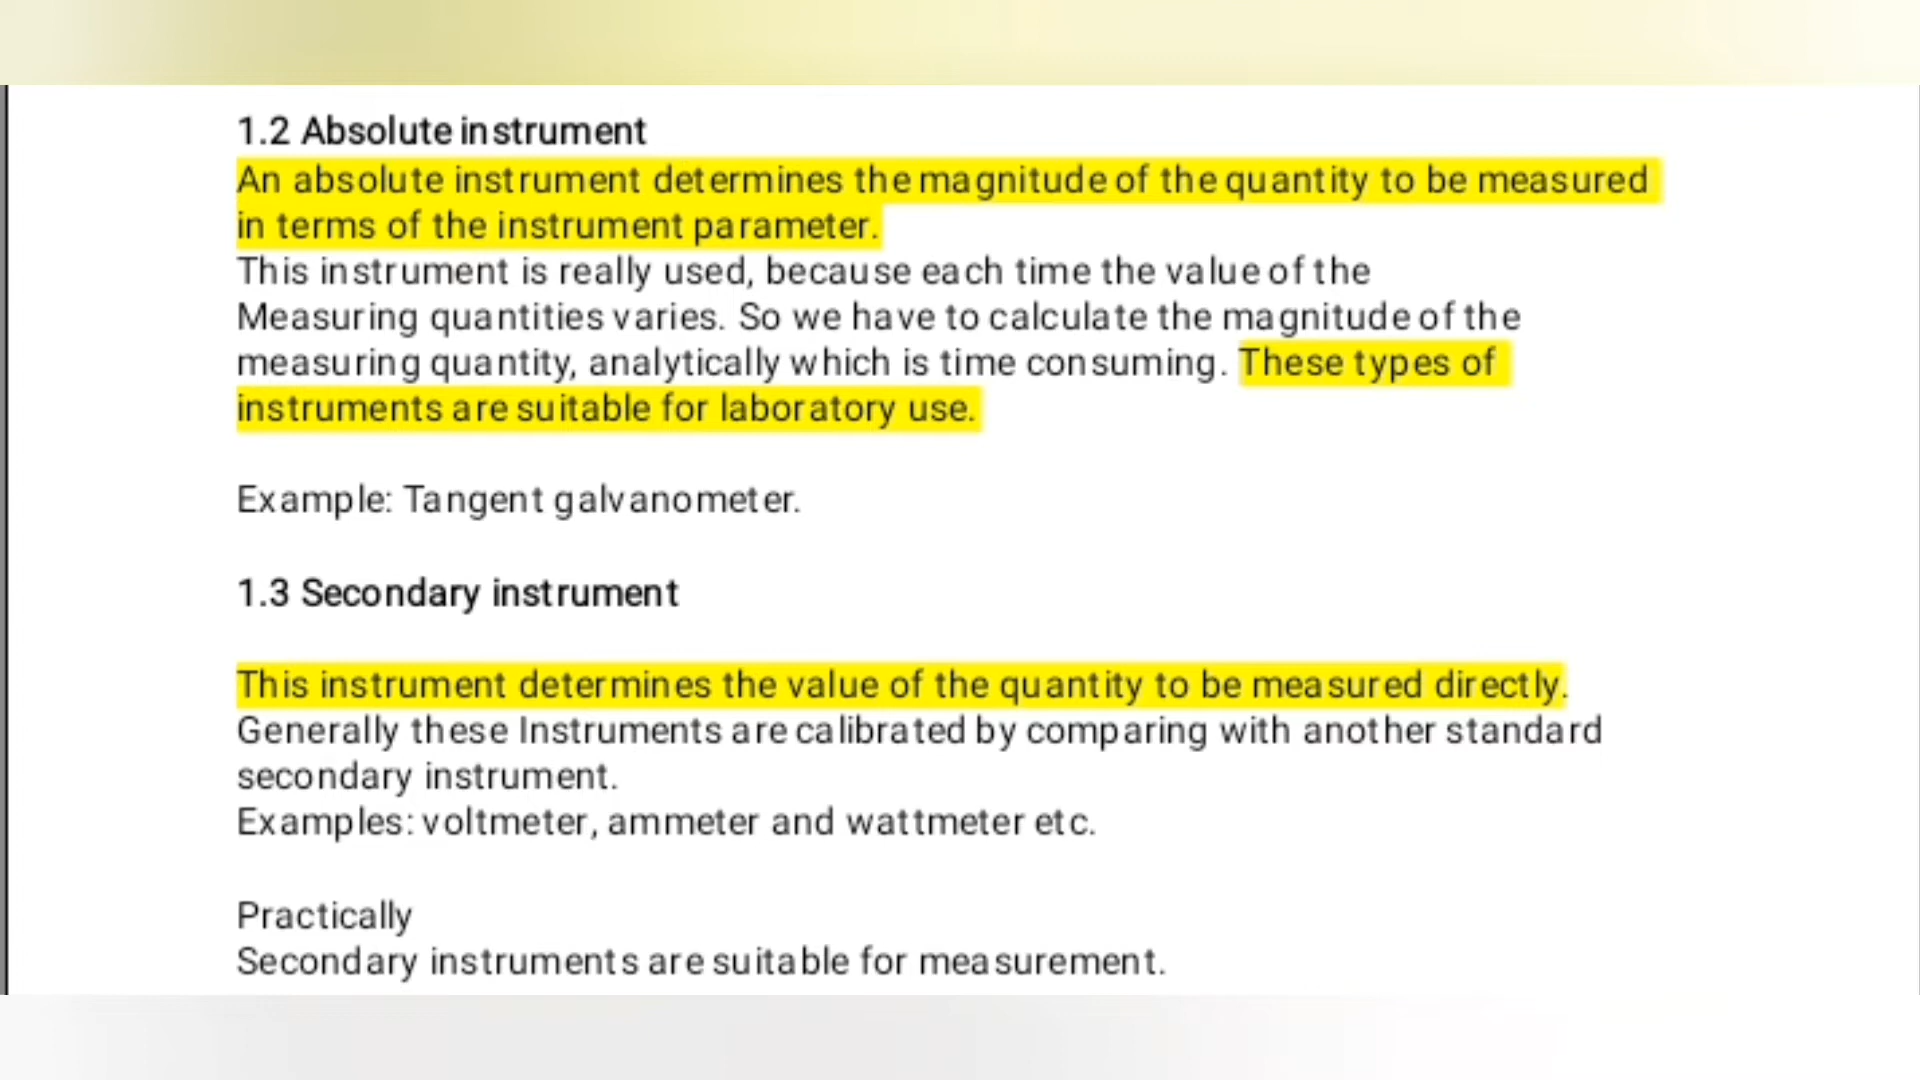 1.2 Absolute instrument
An absolute instrument determines the magnitude of the quantity to be measured
in terms of the instrument parameter.
This instrument is really used, because each time the value of the
Measuring quantities varies. So we have to calculate the magnitude of the
measuring quantity, analytically which is time consuming. These types of
instruments are suitable for laboratory use.
Example: Tangent galvanometer.
1.3 Secondary instrument
This instrument determines the value of the quantity to be measured directly.
Generally these Instruments are calibrated by comparing with another standard
secondary instrument.
Examples: voltmeter, ammeter and wattmeter etc.
Practically
Secondary instruments are suitable for measurement.